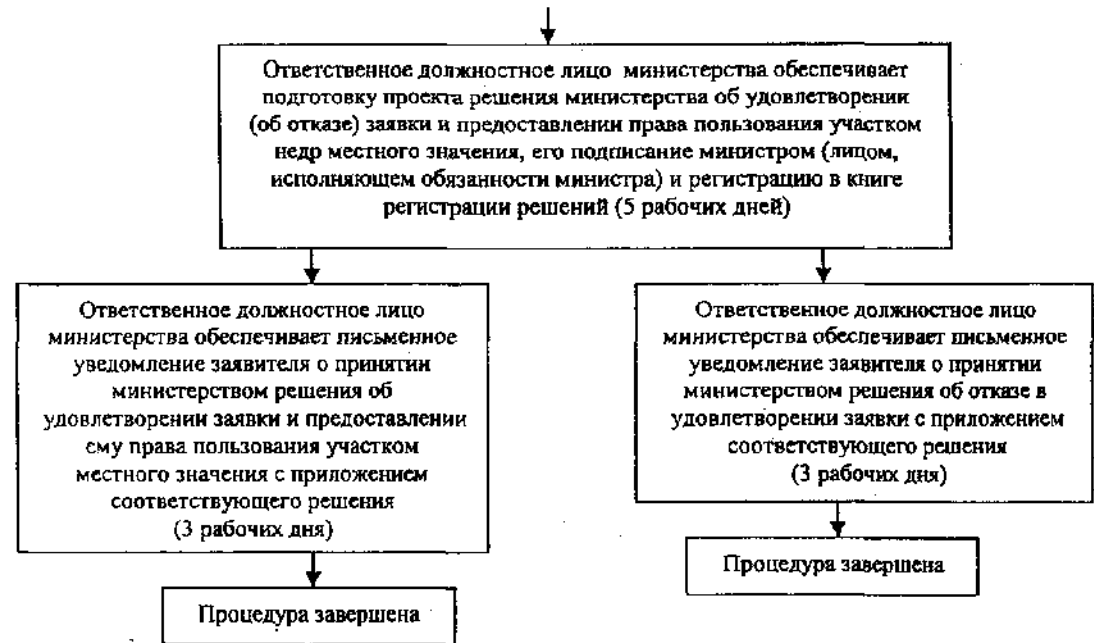 Ответственное должностное лицо министерства обеспечивает
подготовку проекта решения министерства об удовлетворении
(об отказе) заявки и предоставлении права пользования участком
недр местного значения, его подписание министром (лицом,
исполняющем обязанности министра) и регистрацию в книге
регистрации решений (5 рабочих дней)
Ответственное должностное лицо
министерства обеспечивает письменное
уведомление заявителя о принятии
министерством решения об
удовлетворении заявки и предоставлении
ему права пользования участком
местного значения с приложением
соответствующего решения
(3 рабочих дня)
Процедура завершена
Ответственное должностное лицо
министерства обеспечивает письменное
уведомление заявителя о принятии
министерством решения об отказе в
удовлетворении заявки с приложением
соответствующего решения
(3 рабочих дня)
Процедура завершена